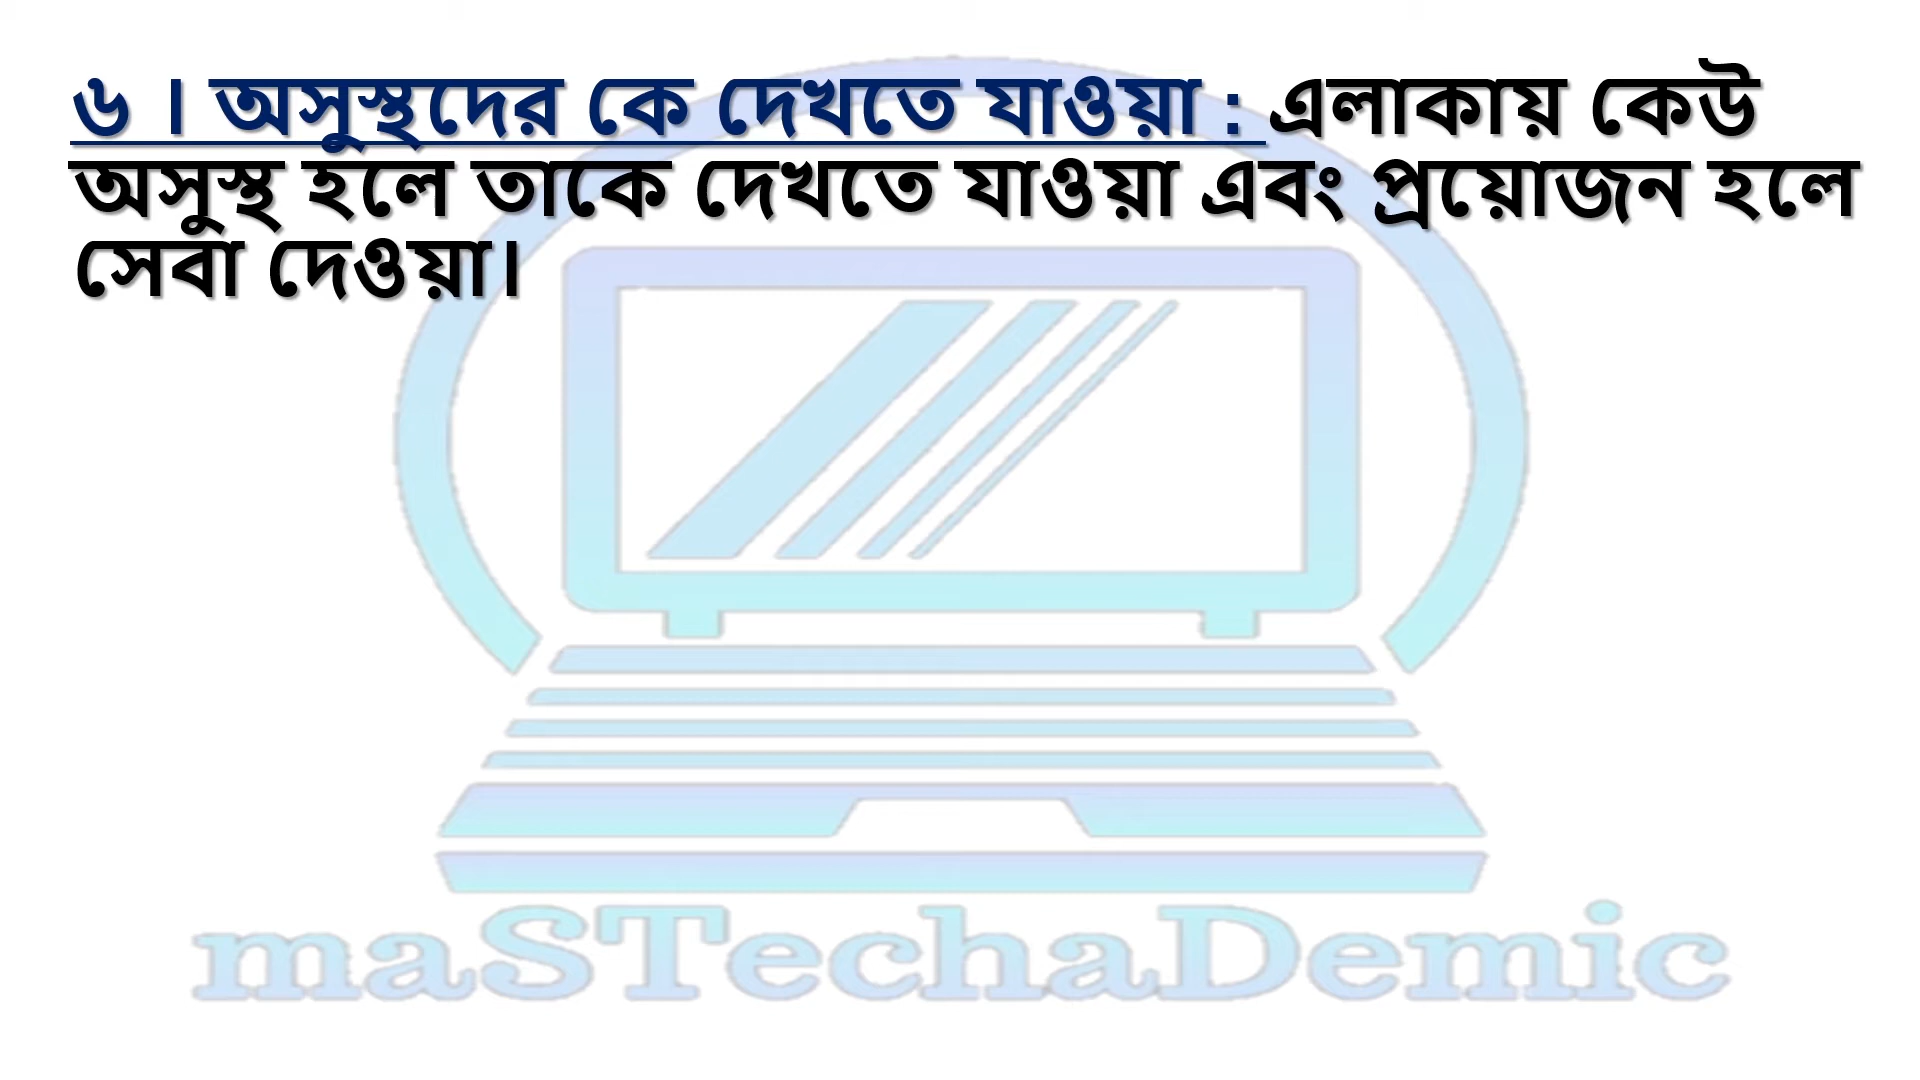 ৬ । অসুস্থদের কে দেখতে যাওয়া : এলাকায় কেউ
অসুস্থ হলে তাকে দেখতে যাওয়া এবং প্রয়োজন হলে
সেবা দেওয়া।
maSTechaDemic